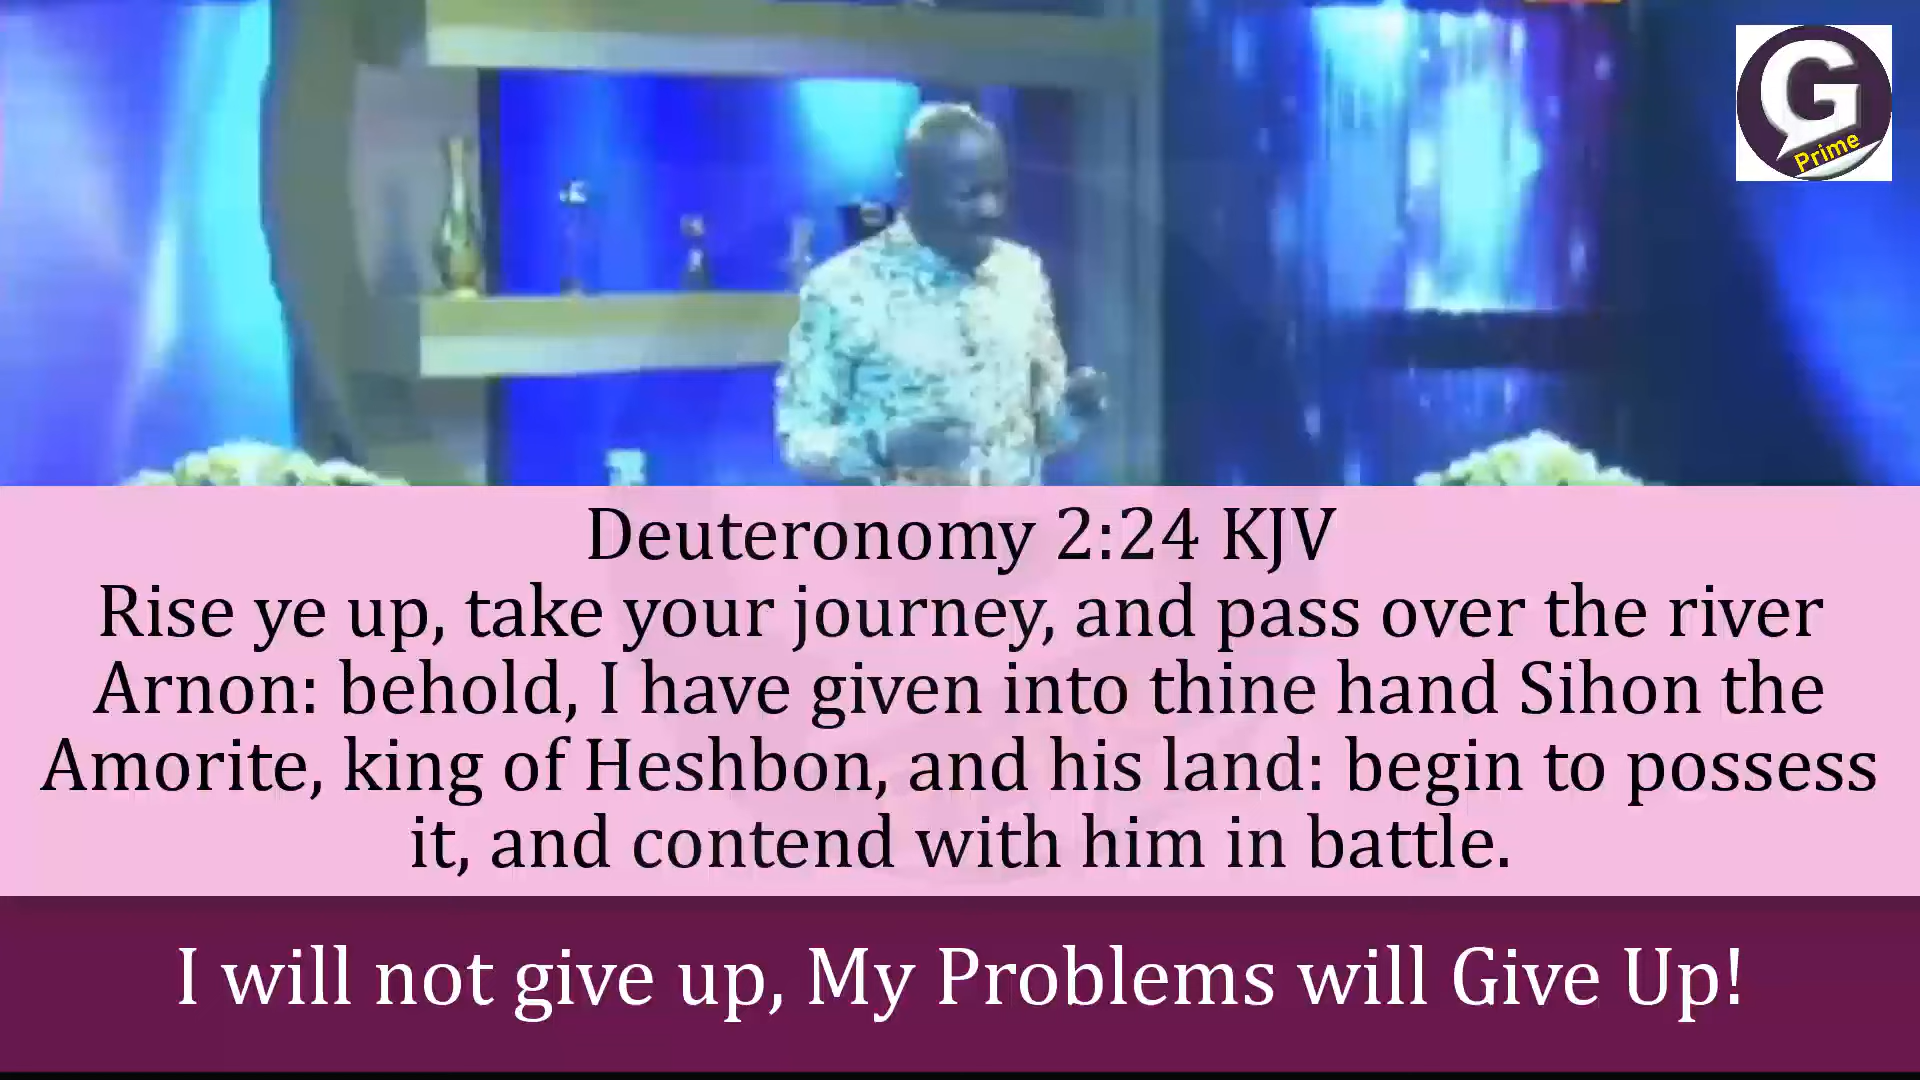 G
Prime
Deuteronomy 2:24 KJV
Rise ye up, take your journey, and pass over the river
Arnon: behold, I have given into thine hand Sihon the
Amorite, king of Heshbon, and his land: begin to possess
it, and contend with him in battle.
I will not give up, My Problems will Give Up!